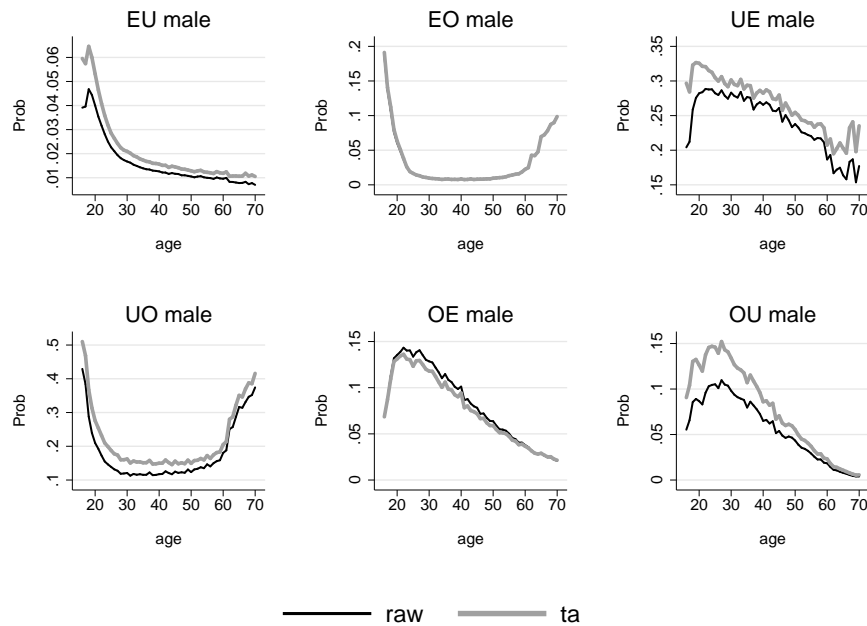 EU male
EO male
UE male
Prob
.01 .02 .03 .04 .05 .06
20 30 40 50 60 70
age
Prob
0 .05 .1 .15 .2
20 30 40 50 60 70
age
Prob
.15 .2 .25 .3 .35
20 30 40 50 60 70
age
UO male
OE male
OU male
Prob
.1 .2 .3 .4 .5
20 30 40 50 60 70
age
Prob
0 .05 .1 .15
20 30 40 50 60 70
age
Prob
0 .05 .1 .15
20 30 40 50 60 70
age
raw
ta